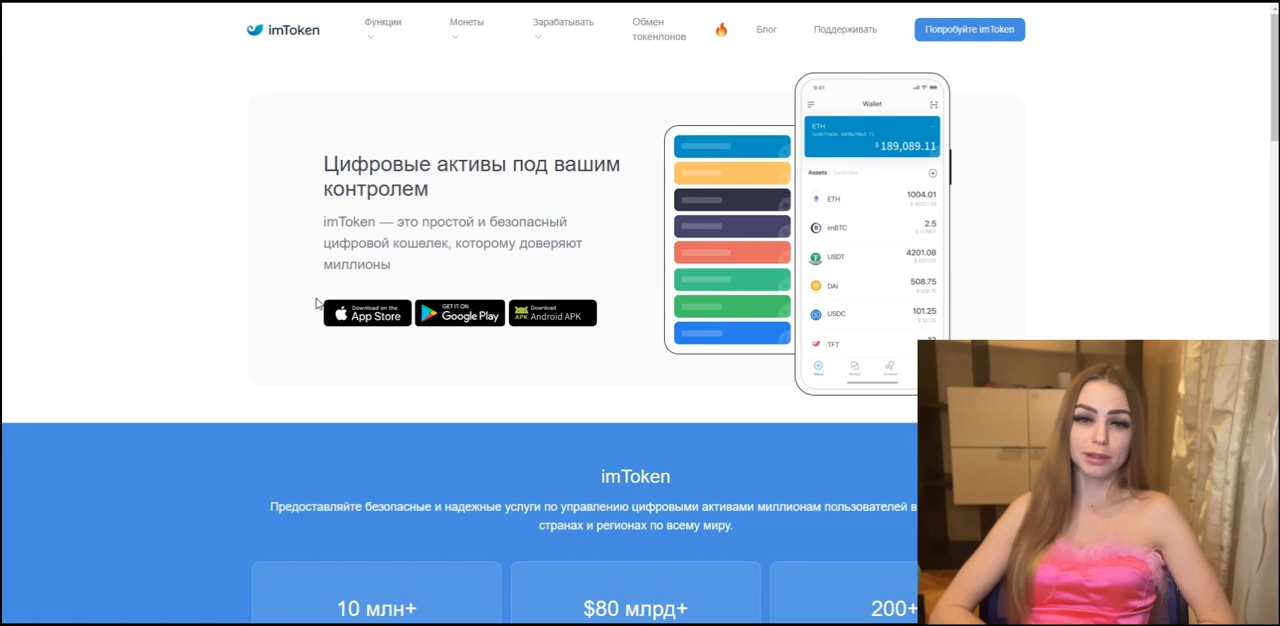 imToken
Функции
Монеты
Зарабатывать
Обмен
токенлонов
Блог
Поддерживать
Попробуйте imToken
Цифровые активы под вашим
контролем
imToken — это простой и безопасный
цифровой кошелек, которому доверяют
миллионы
Download on the
App Store
GET IT ON
Google Play
Download
APK Android APK
9:41
Wallet
ETH
$ 189,089.11
Assets
ETH 1004.01
imBTC 2.5
USDT 4201.08
DAI 508.75
USDC 101.25
TFT
imToken
Предоставляйте безопасные и надежные услуги по управлению цифровыми активами миллионам пользователей в
странах и регионах по всему миру.
10 млн+
$80 млрд+
200+